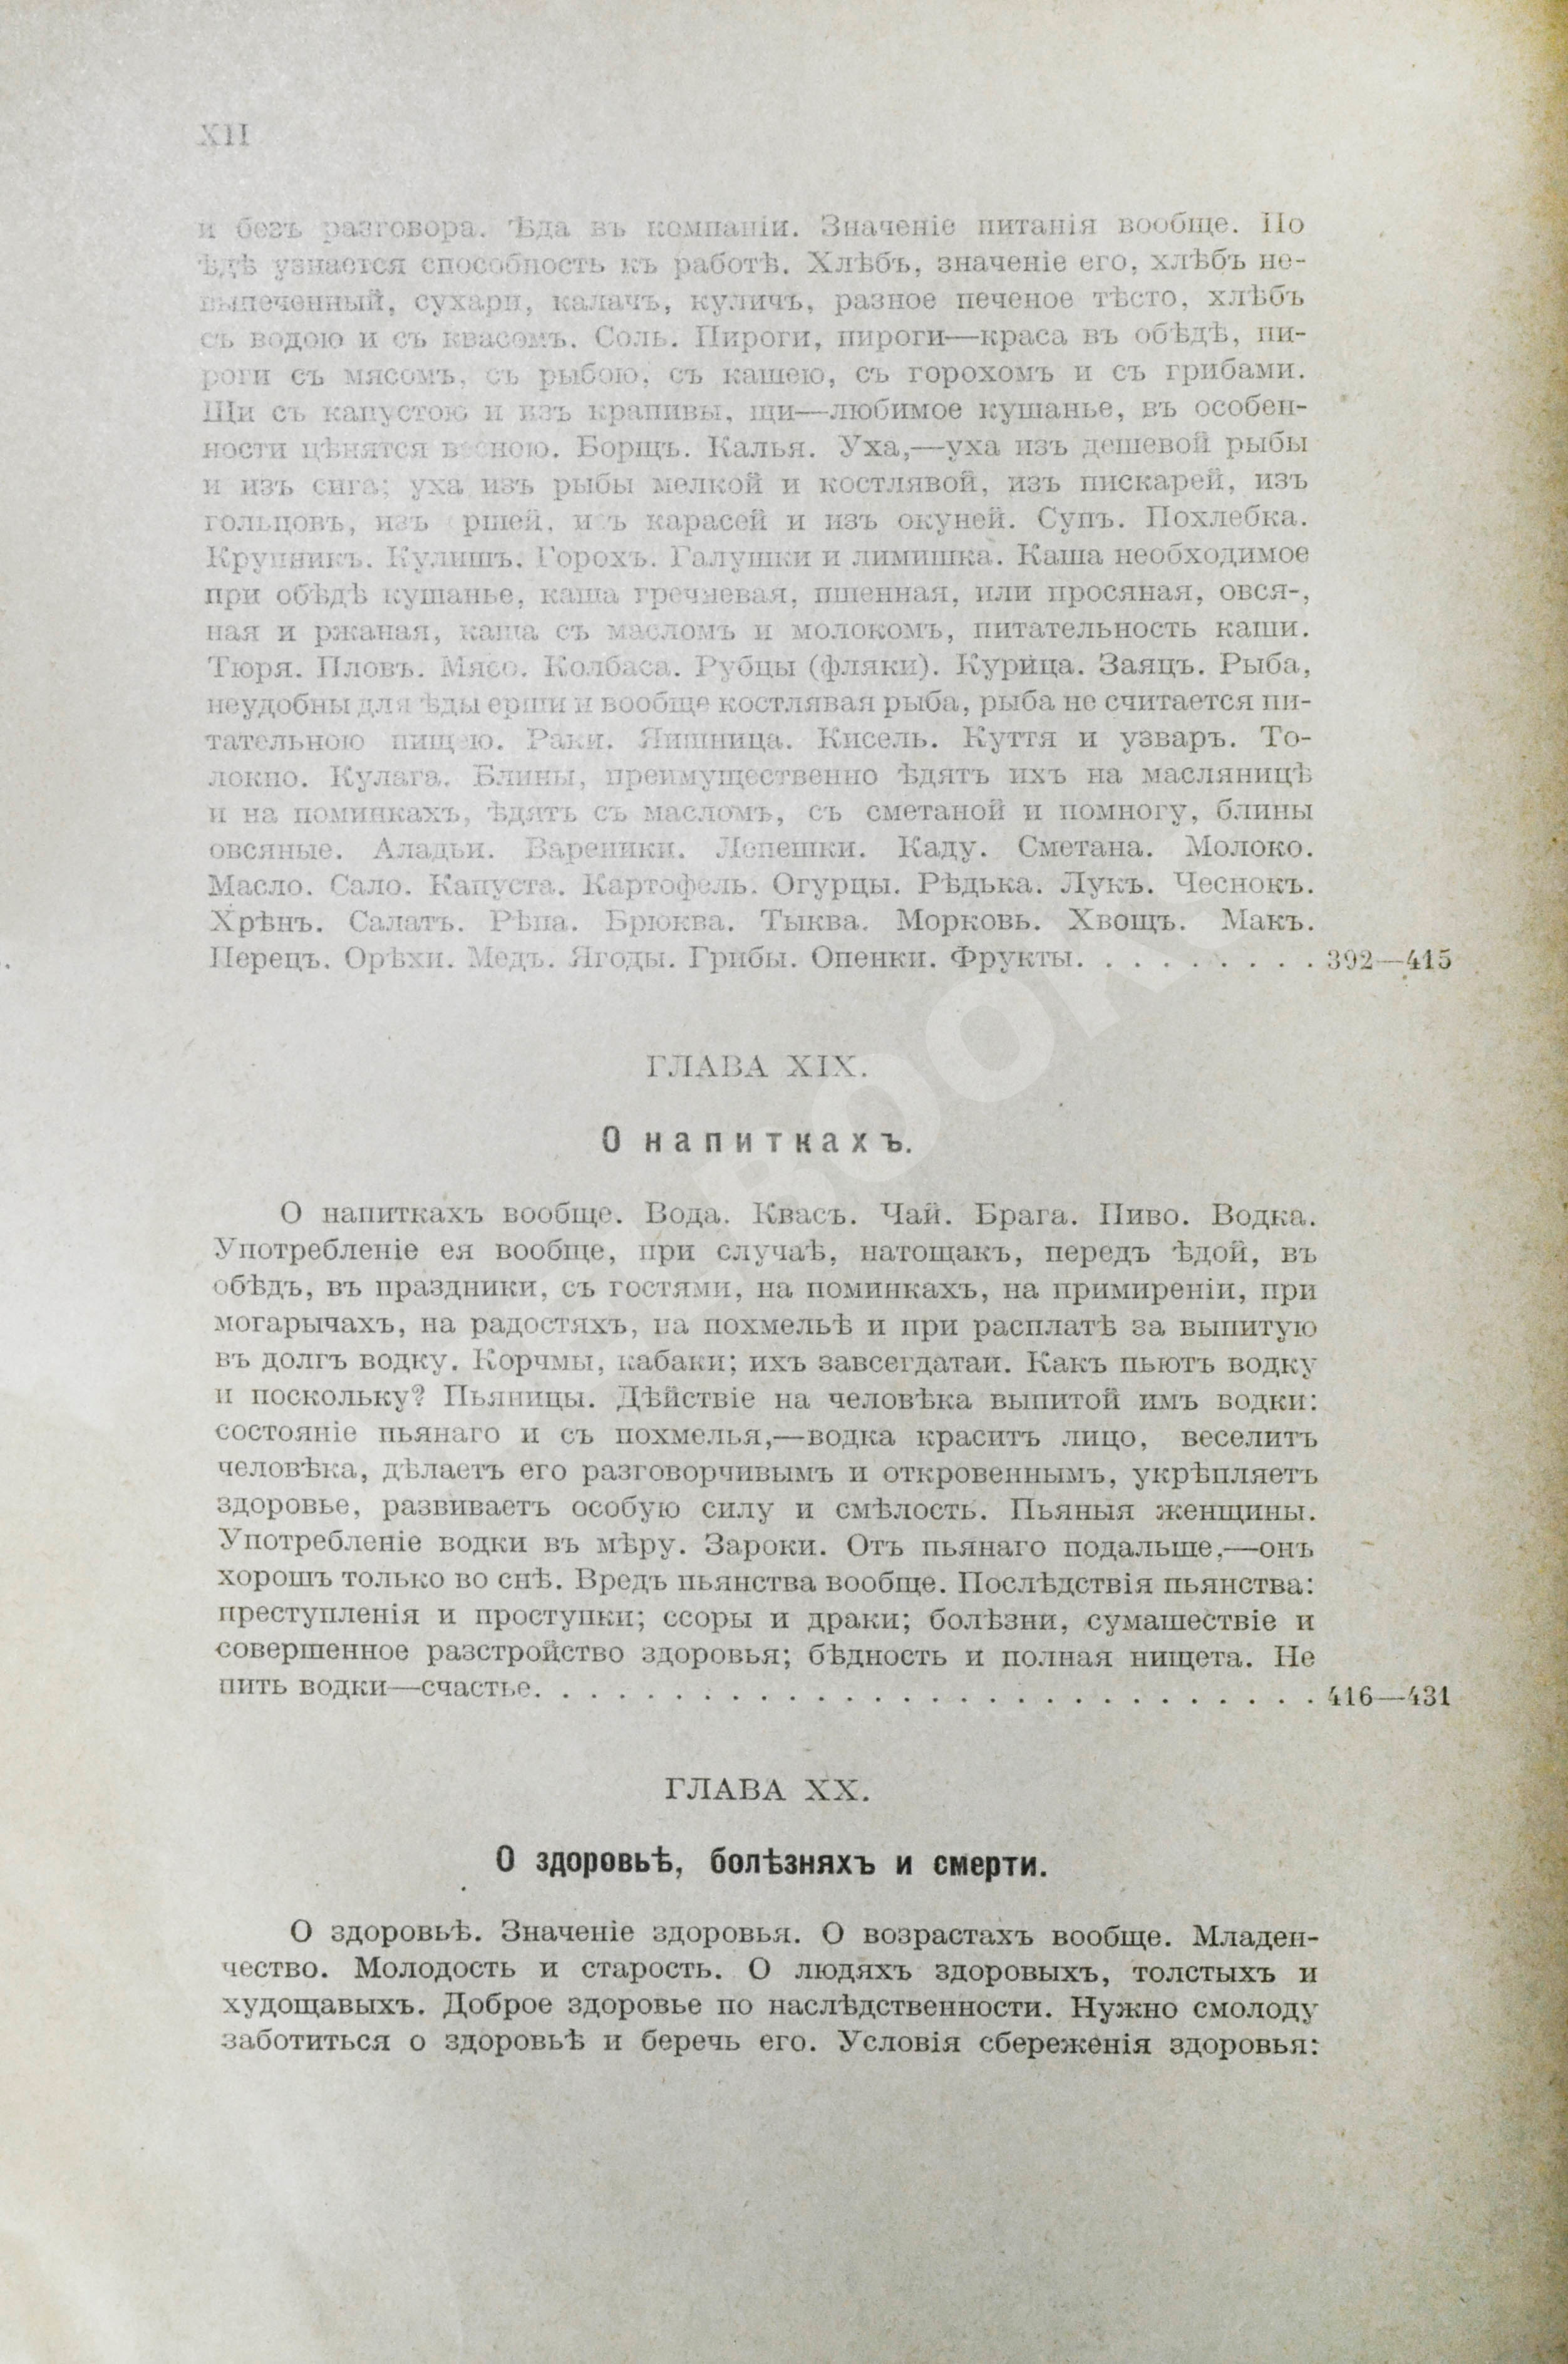 XII
и безъ разговора. Ѣда въ компаніи. Значеніе питанія вообще. По
ѣдѣ узнается способность къ работѣ. Хлѣбъ, значеніе его, хлѣбъ не-
выпеченный, сухари, калачъ, куличъ, разное печеное тѣсто, хлѣбъ
съ водою и съ квасомъ. Соль. Пироги, пироги—краса въ обѣдѣ, пи-
роги съ мясомъ, съ рыбою, съ кашею, съ горохомъ и съ грибами.
Щи съ капустою и изъ крапивы, щи—любимое кушанье, въ особен-
ности цѣнятся весною. Борщъ. Калья. Уха,—уха изъ дешевой рыбы
и изъ сига; уха изъ рыбы мелкой и костлявой, изъ пискарей, изъ
гольцовъ, изъ ершей, изъ карасей и изъ окуней. Супъ. Похлебка.
Крупникъ. Кулишъ. Горохъ. Галушки и лимишка. Каша необходимое
при обѣдѣ кушанье, каша гречневая, пшенная, или просяная, овся-,
ная и ржаная, каша съ масломъ и молокомъ, питательность каши.
Тюря. Пловъ. Мясо. Колбаса. Рубцы (фляки). Курица. Заяцъ. Рыба,
неудобны для ѣды ерши и вообще костлявая рыба, рыба не считается пи-
тательною пищею. Раки. Яишница. Кисель. Куття и узваръ. То-
локно. Кулага. Блины, преимущественно ѣдятъ ихъ на масляницѣ
и на поминкахъ, ѣдятъ съ масломъ, съ сметаной и помногу, блины
овсяные. Аладьи. Вареники. Лепешки. Каду. Сметана. Молоко.
Масло. Сало. Капуста. Картофель. Огурцы. Рѣдька. Лукъ. Чеснокъ.
Хрѣнъ. Салатъ. Рѣпа. Брюква. Тыква. Морковь. Хвощъ. Макъ.
Перецъ. Орѣхи. Медъ. Ягоды. Грибы. Опенки. Фрукты. . . . . . . . . . 392—415
ГЛАВА XIX.
О напиткахъ.
О напиткахъ вообще. Вода. Квасъ. Чай. Брага. Пиво. Водка.
Употребленіе ея вообще, при случаѣ, натощакъ, передъ ѣдой, въ
обѣдъ, въ праздники, съ гостями, на поминкахъ, на примиреніи, при
могарычахъ, на радостяхъ, на похмельѣ и при расплатѣ за выпитую
въ долгъ водку. Корчмы, кабаки; ихъ завсегдатаи. Какъ пьютъ водку
и поскольку? Пьяницы. Дѣйствіе на человѣка выпитой имъ водки:
состояніе пьянаго и съ похмелья,—водка краситъ лицо, веселитъ
человѣка, дѣлаетъ его разговорчивымъ и откровеннымъ, укрѣпляетъ
здоровье, развиваетъ особую силу и смѣлость. Пьяныя женщины.
Употребленіе водки въ мѣру. Зароки. Отъ пьянаго подальше,—онъ
хорошъ только во снѣ. Вредъ пьянства вообще. Послѣдствія пьянства:
преступленія и проступки; ссоры и драки; болѣзни, сумашествіе и
совершенное разстройство здоровья; бѣдность и полная нищета. Не
пить водки—счастье. . . . . . . . . . . . . . . . . . . . . . . . . . . . 416—431
ГЛАВА XX.
О здоровьѣ, болѣзняхъ и смерти.
О здоровьѣ. Значеніе здоровья. О возрастахъ вообще. Младен-
чество. Молодость и старость. О людяхъ здоровыхъ, толстыхъ и
худощавыхъ. Доброе здоровье по наслѣдственности. Нужно смолоду
заботиться о здоровьѣ и беречь его. Условія сбереженія здоровья: